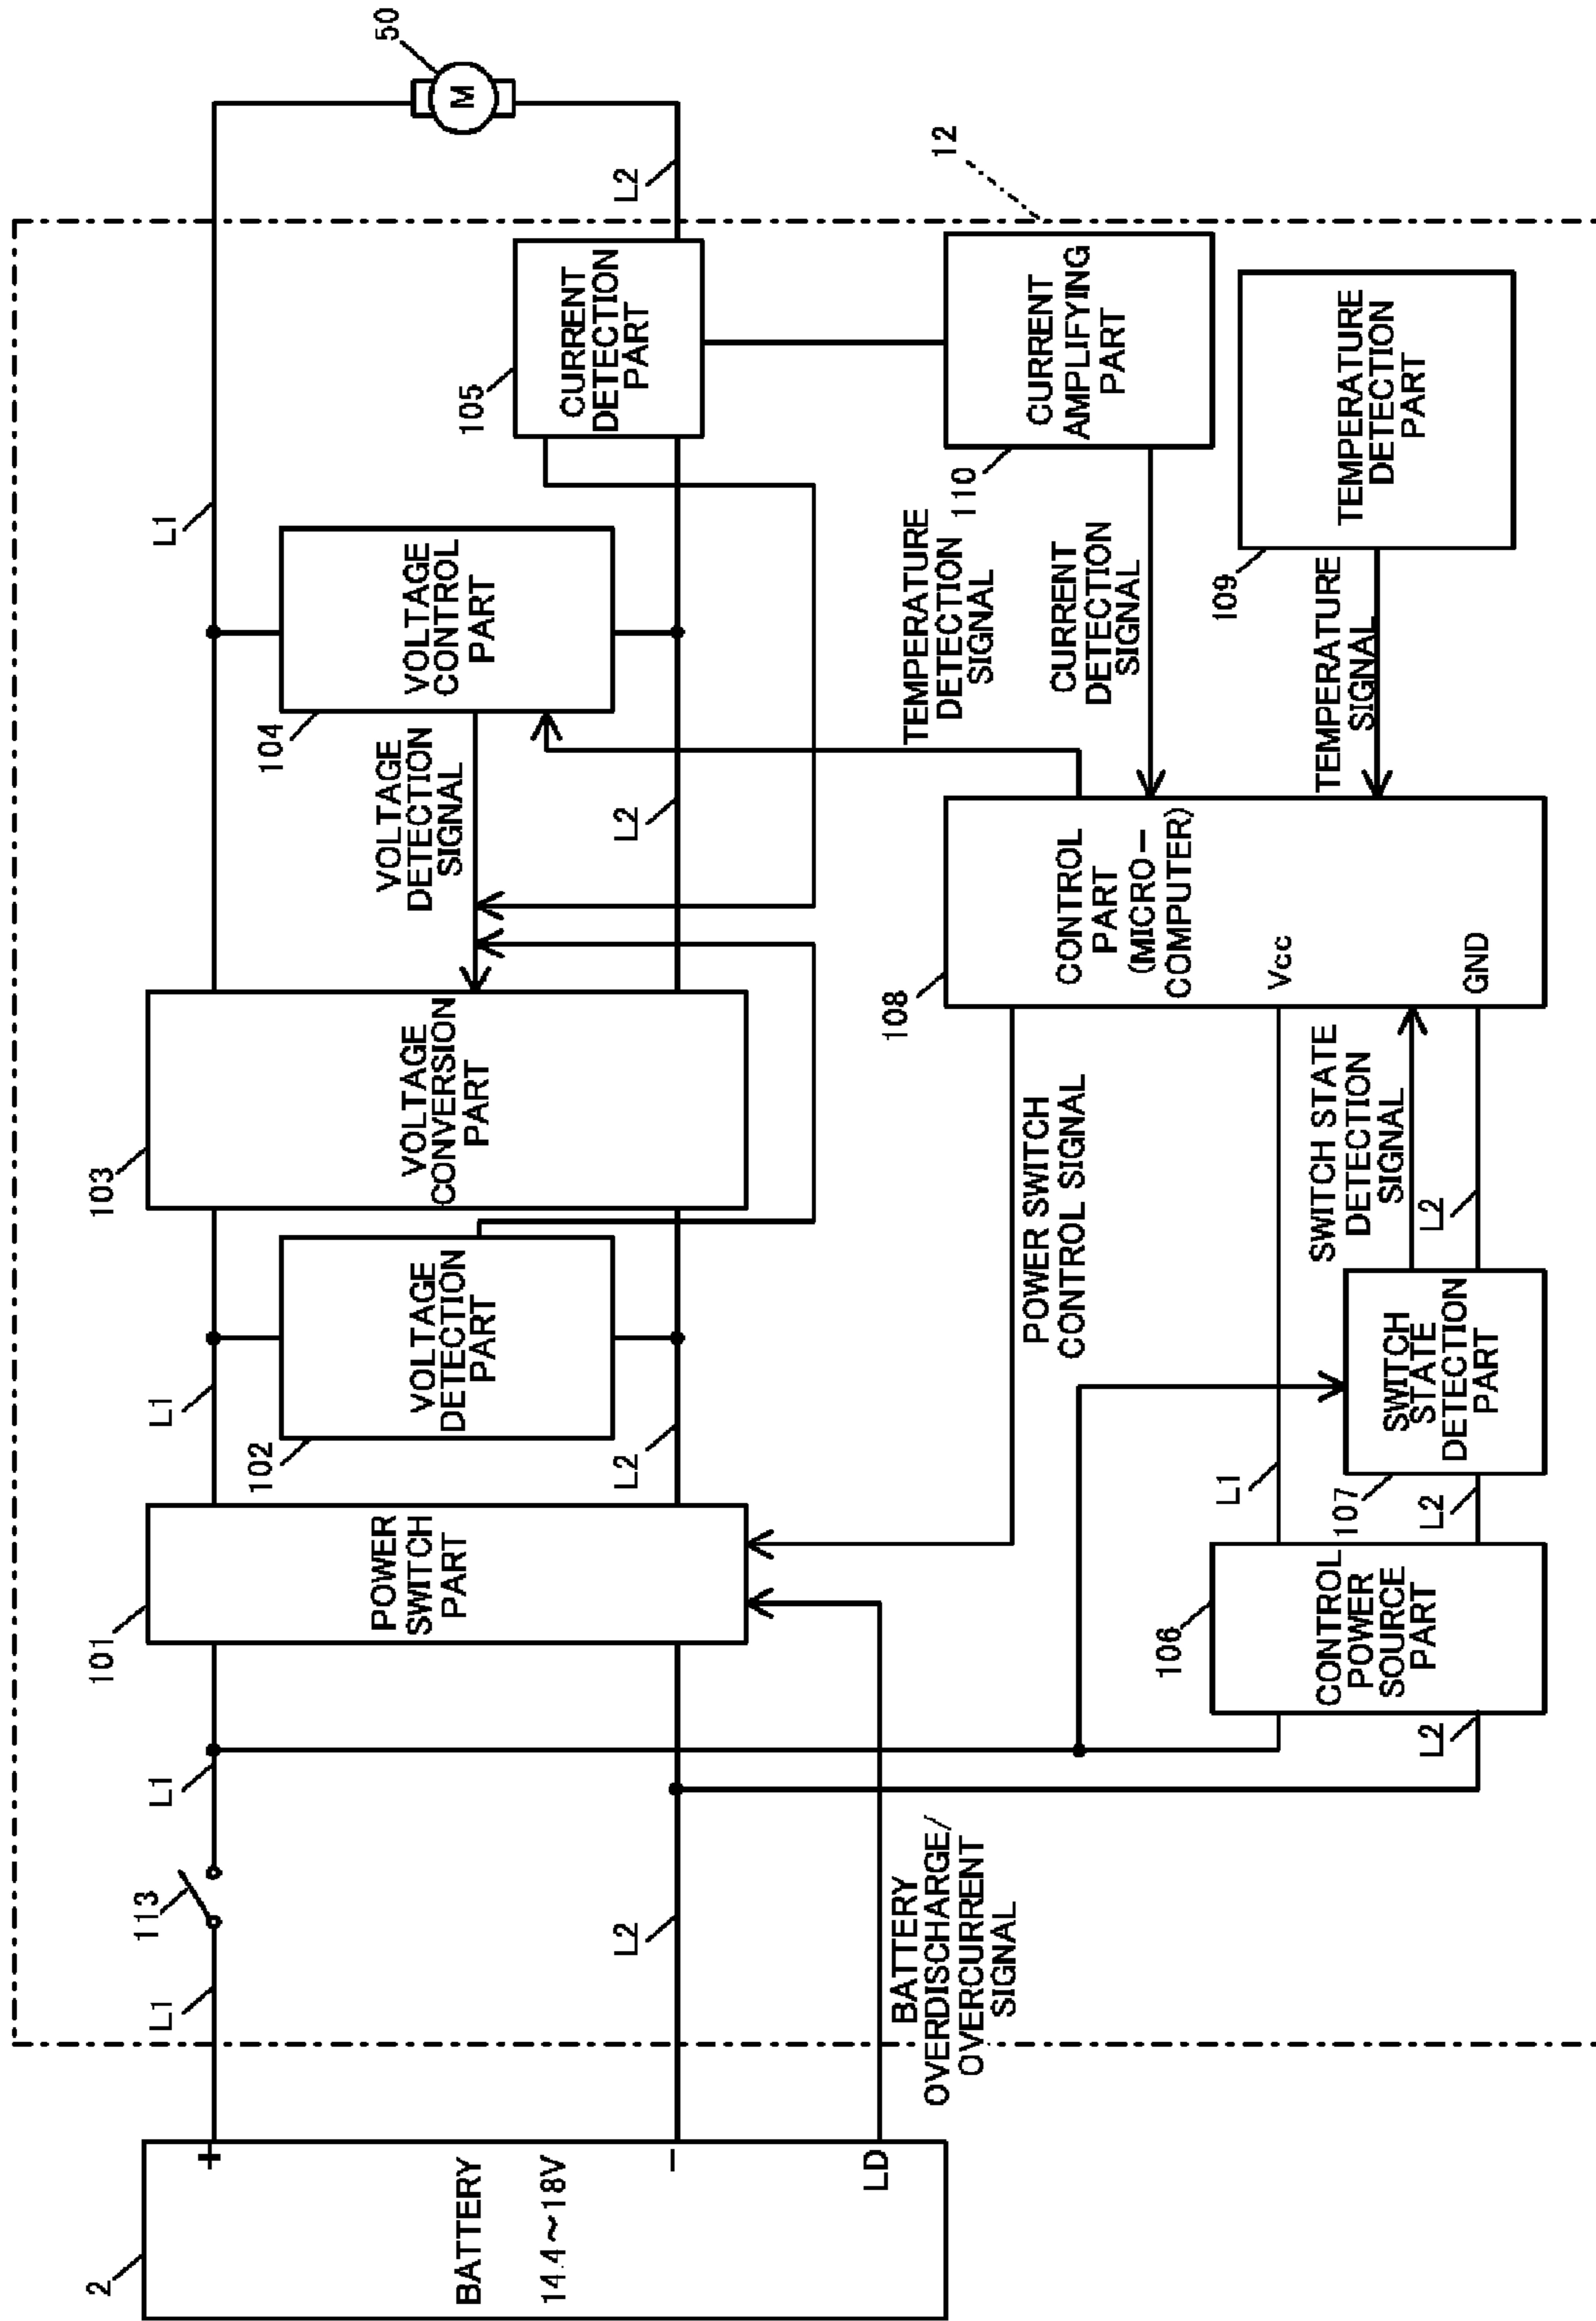 2
BATTERY
14.4~18V
+
−
LD
L1
113
L1
L2
BATTERY
OVERDISCHARGE/
OVERCURRENT
SIGNAL
101
POWER
SWITCH
PART
L1
102
VOLTAGE
DETECTION
PART
L2
103
VOLTAGE
CONVERSION
PART
VOLTAGE
DETECTION
SIGNAL
104
VOLTAGE
CONTROL
PART
L2
L1
105
CURRENT
DETECTION
PART
L2
M
50
12
106
CONTROL
POWER
SOURCE
PART
L2
L1
L2
107
SWITCH
STATE
DETECTION
PART
POWER SWITCH
CONTROL SIGNAL
SWITCH STATE
DETECTION
SIGNAL
L2
108
CONTROL
PART
(MICRO-
COMPUTER)
Vcc
GND
TEMPERATURE
DETECTION
SIGNAL
CURRENT
DETECTION
SIGNAL
TEMPERATURE
SIGNAL
110
CURRENT
AMPLIFYING
PART
109
TEMPERATURE
DETECTION
PART